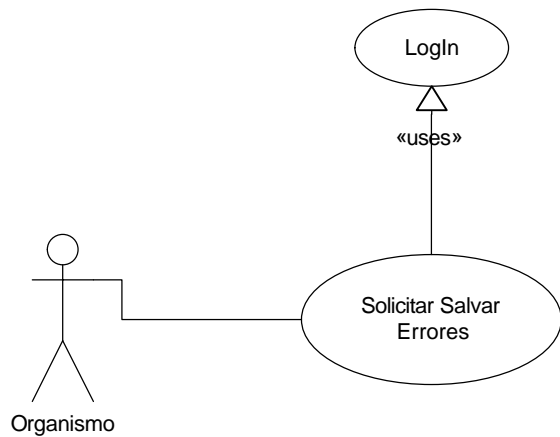 LogIn
«uses»
Solicitar Salvar
Errores
Organismo